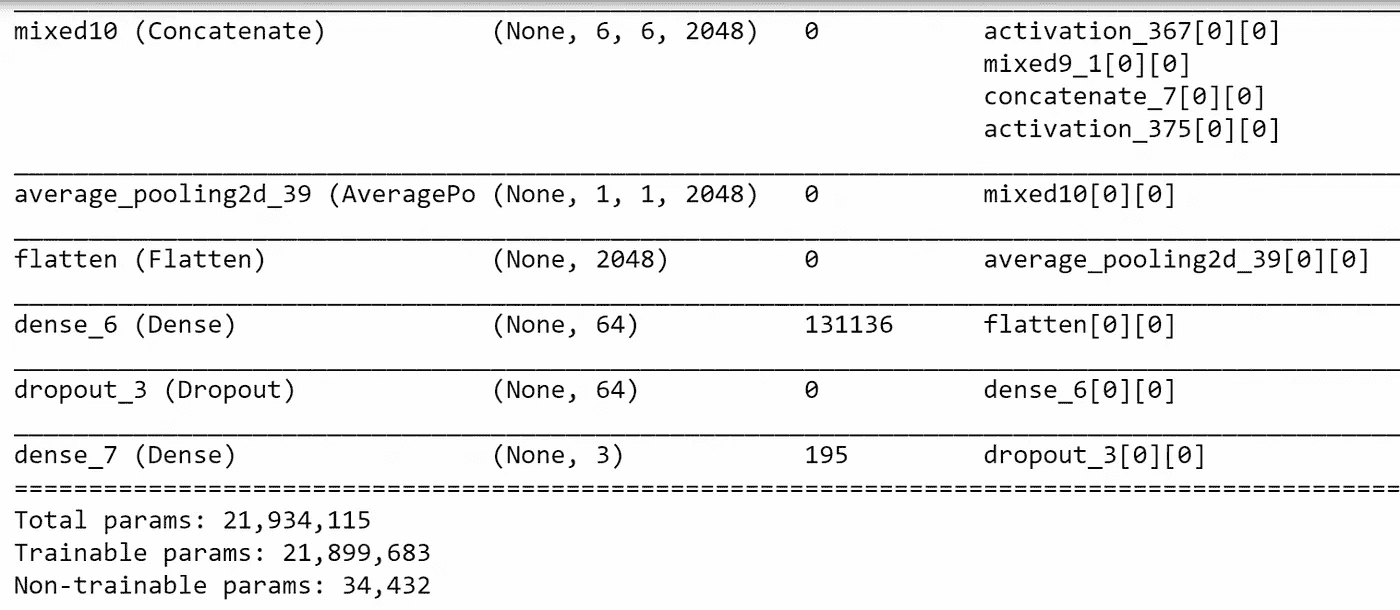 mixed10 (Concatenate) (None, 6, 6, 2048) 0 activation_367[0][0]
mixed9_1[0][0]
concatenate_7[0][0]
activation_375[0][0]
average_pooling2d_39 (AveragePo (None, 1, 1, 2048) 0 mixed10[0][0]
flatten (Flatten) (None, 2048) 0 average_pooling2d_39[0][0]
dense_6 (Dense) (None, 64) 131136 flatten[0][0]
dropout_3 (Dropout) (None, 64) 0 dense_6[0][0]
dense_7 (Dense) (None, 3) 195 dropout_3[0][0]
Total params: 21,934,115
Trainable params: 21,899,683
Non-trainable params: 34,432